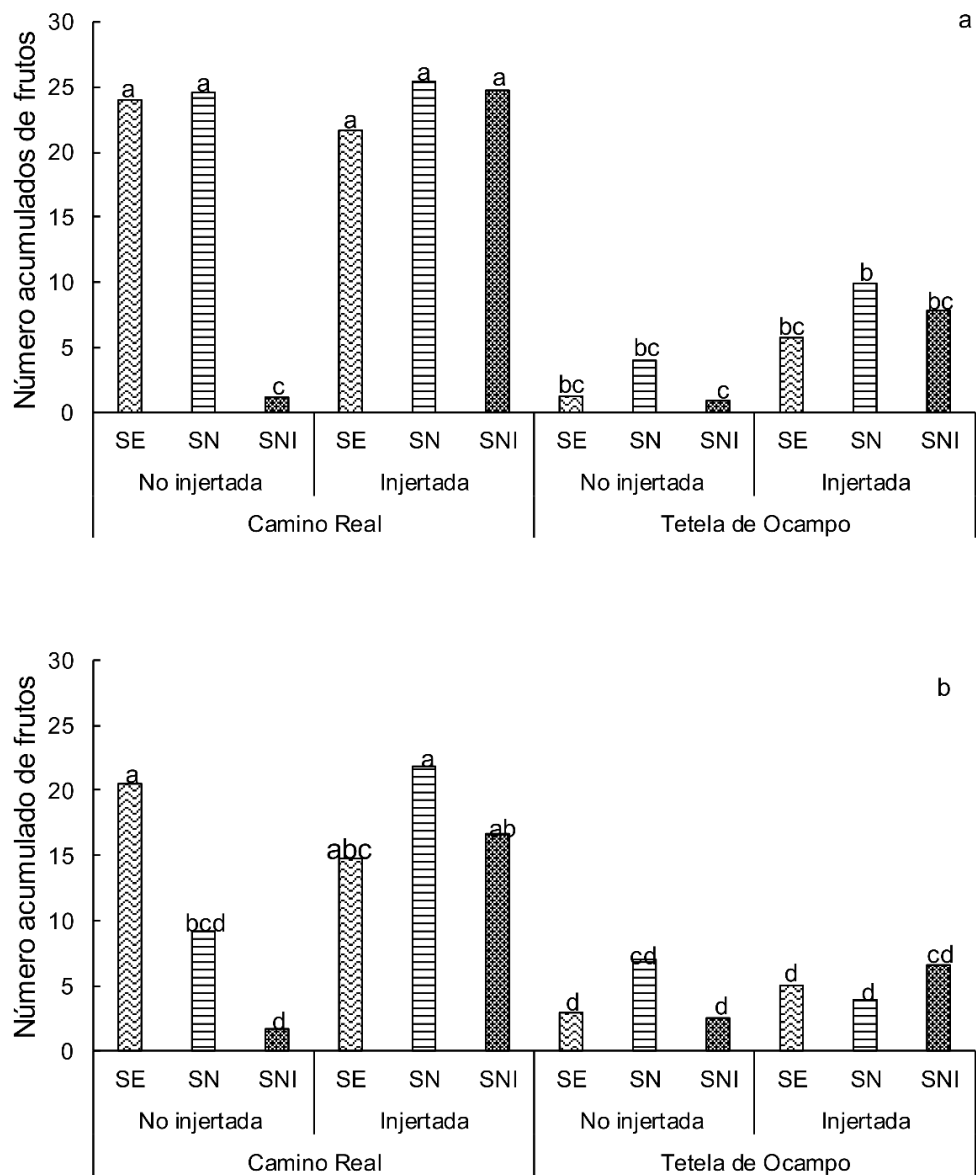 a
Número acumulados de frutos
30
25
20
15
10
5
0
a a c a a a bc bc c bc b bc
SE SN SNI SE SN SNI SE SN SNI SE SN SNI
No injertada Injertada No injertada Injertada
Camino Real Tetela de Ocampo
b
Número acumulado de frutos
30
25
20
15
10
5
0
a bcd d abc a ab d cd d d d cd
SE SN SNI SE SN SNI SE SN SNI SE SN SNI
No injertada Injertada No injertada Injertada
Camino Real Tetela de Ocampo